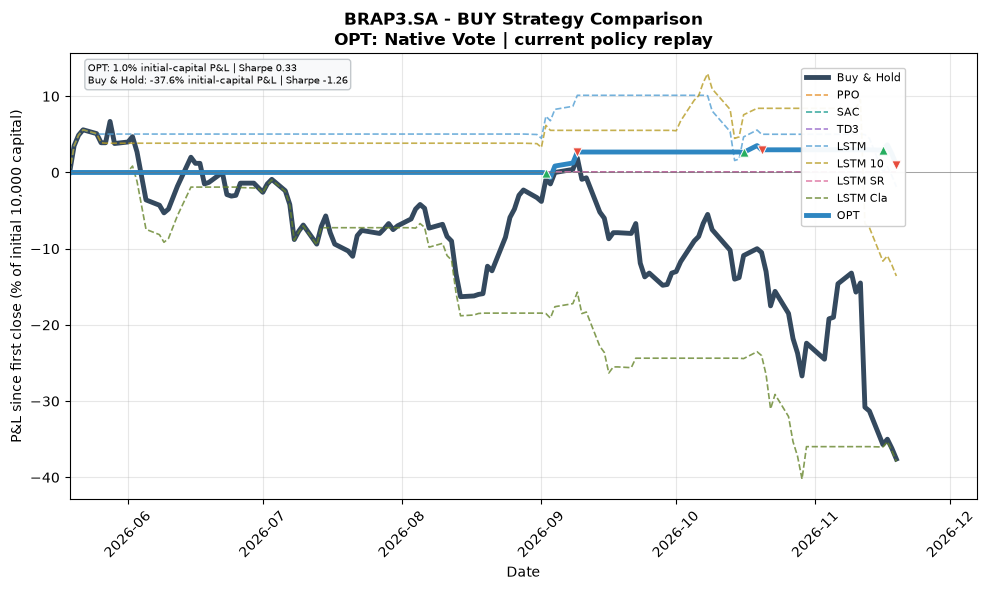 BRAP3.SA - BUY Strategy Comparison
OPT: Native Vote | current policy replay
OPT: 1.0% initial-capital P&L | Sharpe 0.33
Buy & Hold: -37.6% initial-capital P&L | Sharpe -1.26
Buy & Hold
PPO
SAC
TD3
LSTM
LSTM 10
LSTM SR
LSTM Cla
OPT
P&L since first close (% of initial 10,000 capital)
10
0
−10
−20
−30
−40
2026-06
2026-07
2026-08
2026-09
2026-10
2026-11
2026-12
Date